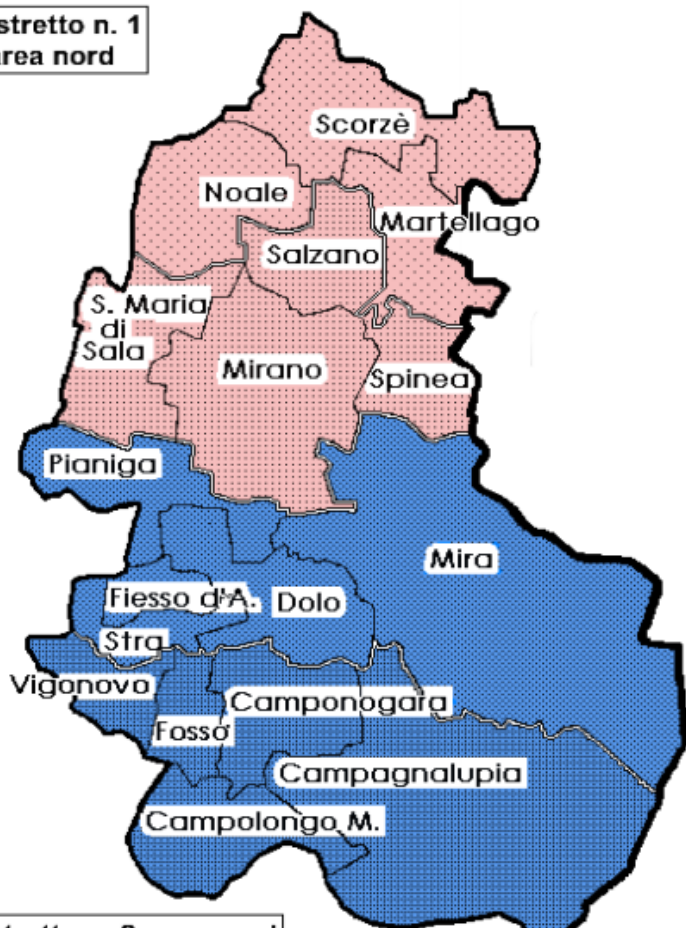 stretto n. 1
area nord
Scorzè
Noale
Martellago
Salzano
S. Maria
di
Sala
Mirano
Spinea
Pianiga
Mira
Fiesso d'A.
Dolo
Stra
Vigonovo
Camponogara
Fosso'
Campagnalupia
Campolongo M.